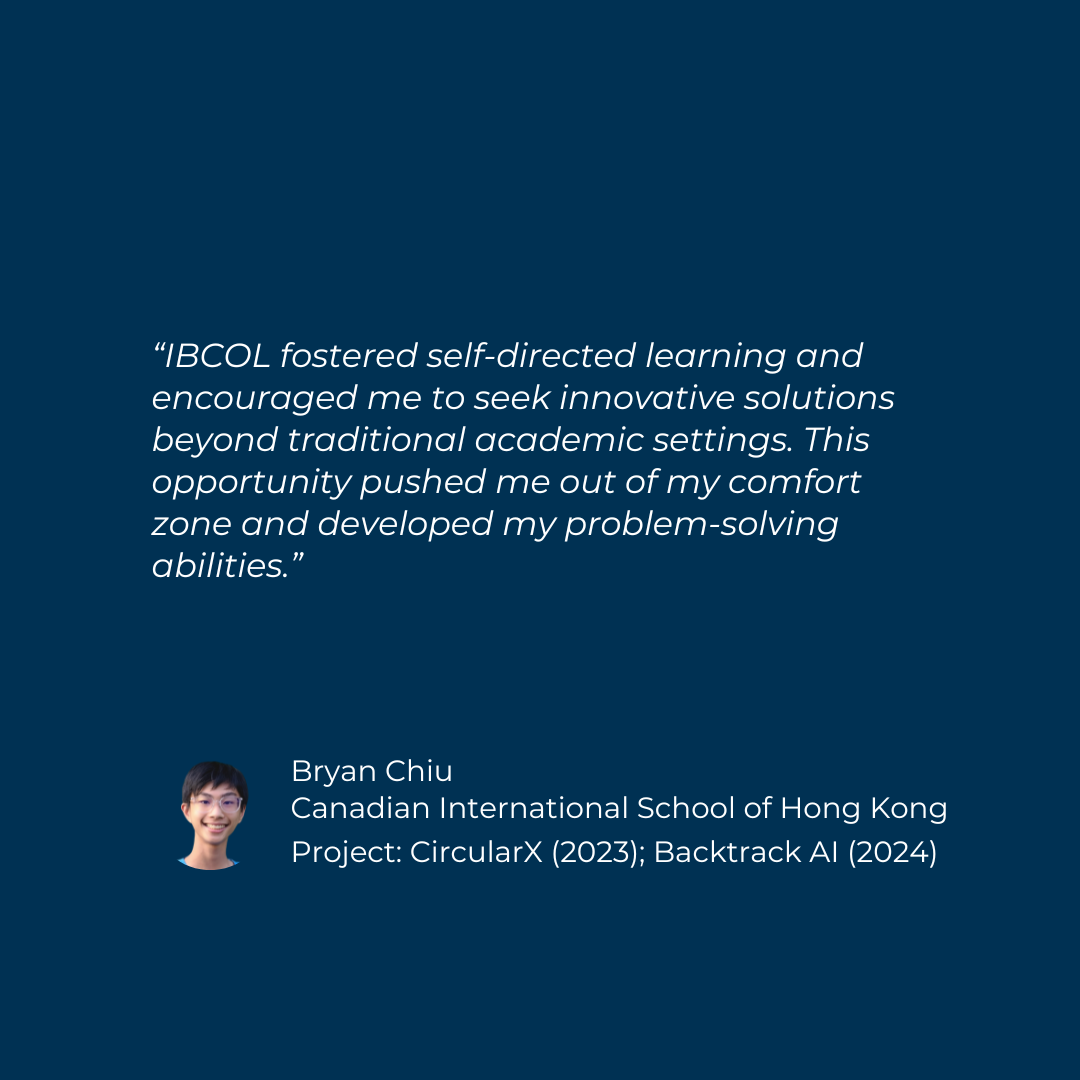 “IBCOL fostered self-directed learning and
encouraged me to seek innovative solutions
beyond traditional academic settings. This
opportunity pushed me out of my comfort
zone and developed my problem-solving
abilities.”
Bryan Chiu
Canadian International School of Hong Kong
Project: CircularX (2023); Backtrack AI (2024)